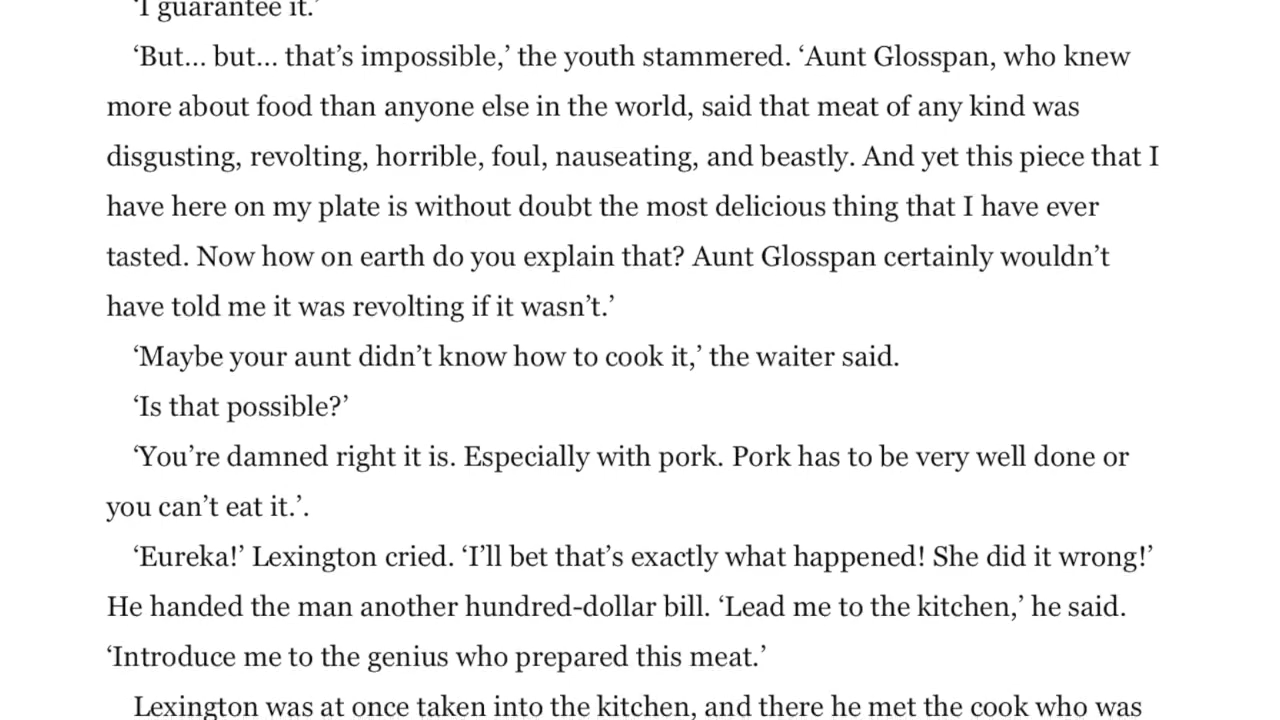 ‘I guarantee it.’
‘But... but... that’s impossible,’ the youth stammered. ‘Aunt Glosspan, who knew
more about food than anyone else in the world, said that meat of any kind was
disgusting, revolting, horrible, foul, nauseating, and beastly. And yet this piece that I
have here on my plate is without doubt the most delicious thing that I have ever
tasted. Now how on earth do you explain that? Aunt Glosspan certainly wouldn’t
have told me it was revolting if it wasn’t.’
‘Maybe your aunt didn’t know how to cook it,’ the waiter said.
‘Is that possible?’
‘You’re damned right it is. Especially with pork. Pork has to be very well done or
you can’t eat it.’.
‘Eureka!’ Lexington cried. ‘I’ll bet that’s exactly what happened! She did it wrong!’
He handed the man another hundred-dollar bill. ‘Lead me to the kitchen,’ he said.
‘Introduce me to the genius who prepared this meat.’
Lexington was at once taken into the kitchen, and there he met the cook who was